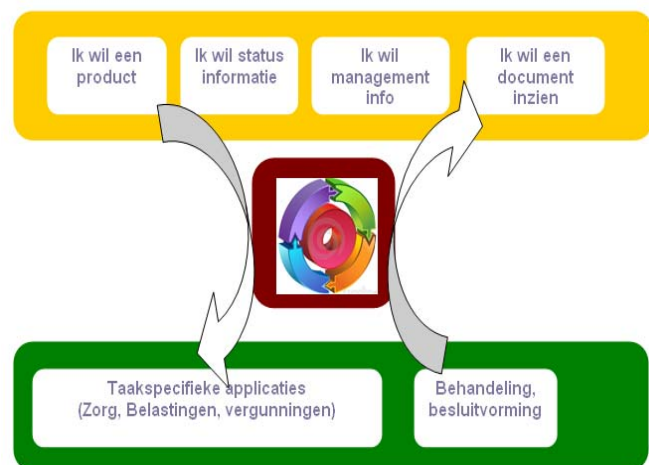 Ik wil een
product
Ik wil status
informatie
Ik wil
management
info
Ik wil een
document
inzien
Taakspecifieke applicaties
(Zorg, Belastingen, vergunningen)
Behandeling,
besluitvorming